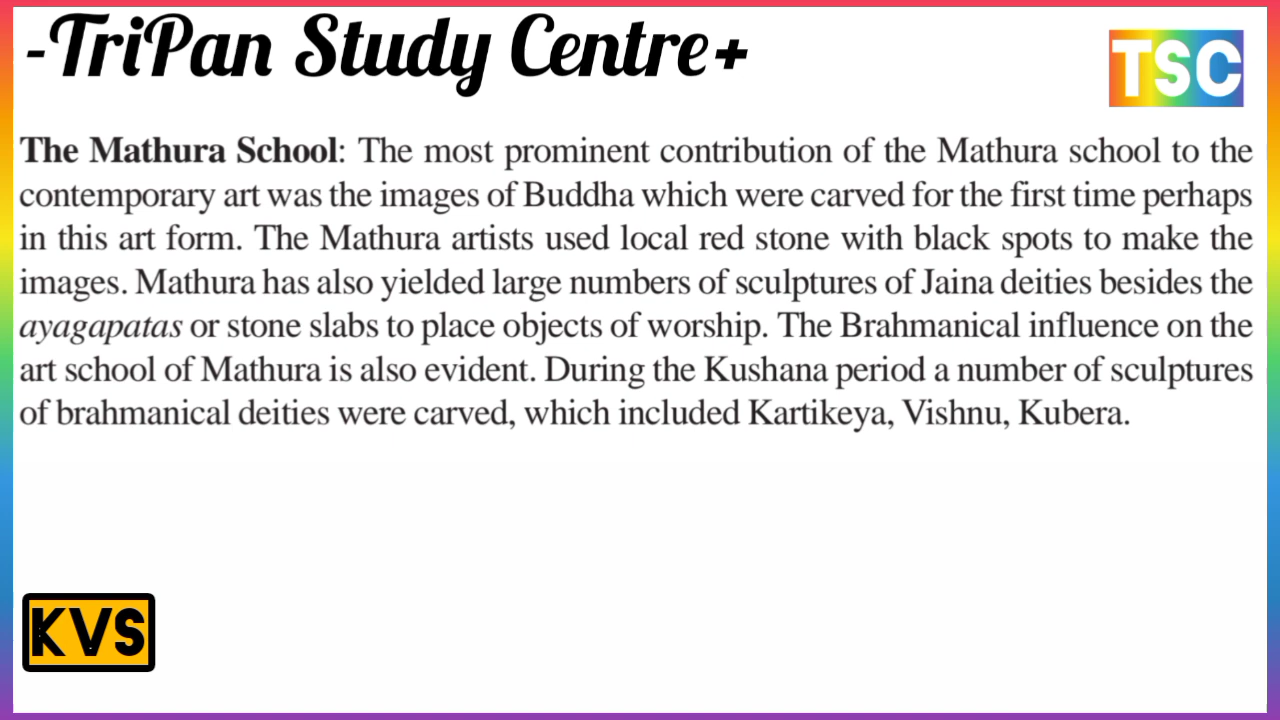 -TriPan Study Centre+
TSC
The Mathura School: The most prominent contribution of the Mathura school to the
contemporary art was the images of Buddha which were carved for the first time perhaps
in this art form. The Mathura artists used local red stone with black spots to make the
images. Mathura has also yielded large numbers of sculptures of Jaina deities besides the
ayagapatas or stone slabs to place objects of worship. The Brahmanical influence on the
art school of Mathura is also evident. During the Kushana period a number of sculptures
of brahmanical deities were carved, which included Kartikeya, Vishnu, Kubera.
KVS